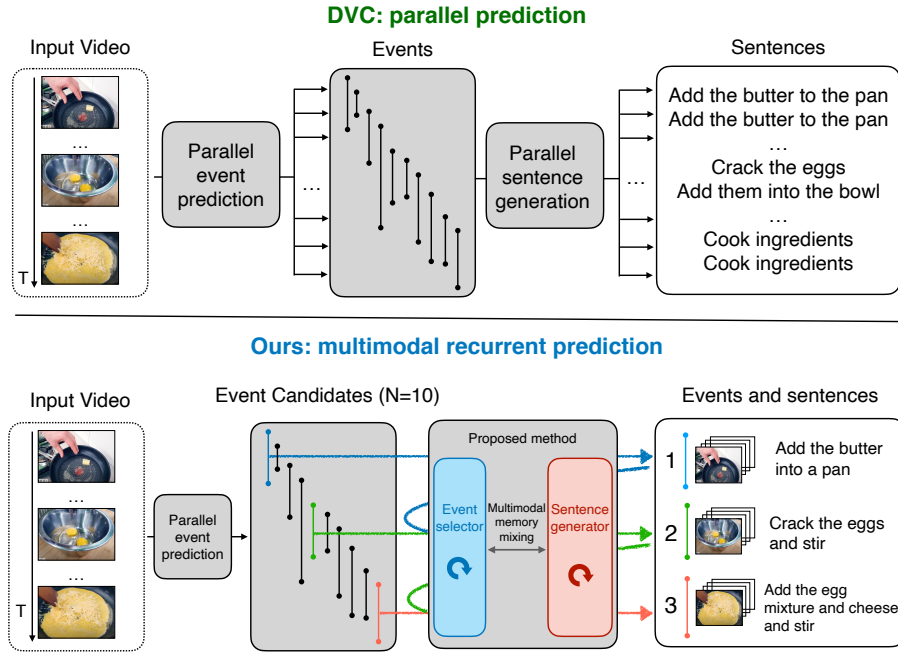 DVC: parallel prediction
Input Video
Events
Sentences
...
...
T
Parallel
event
prediction
...
Parallel
sentence
generation
...
Add the butter to the pan
Add the butter to the pan
...
Crack the eggs
Add them into the bowl
...
Cook ingredients
Cook ingredients
Ours: multimodal recurrent prediction
Input Video
Event Candidates (N=10)
Events and sentences
...
...
T
Parallel
event
prediction
Proposed method
Event
selector
Multimodal
memory
mixing
Sentence
generator
1
Add the butter
into a pan
2
Crack the eggs
and stir
3
Add the egg
mixture and cheese
and stir